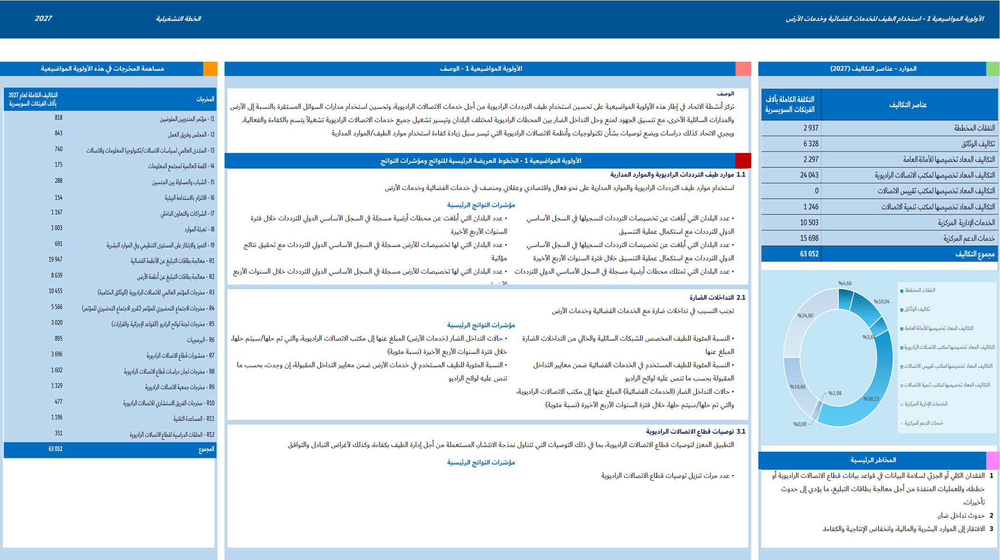 الأولوية المواضيعية 1 - استخدام الطيف للخدمات الفضائية وخدمات الأرض
الخطة التشغيلية
2027
الموارد - عناصر التكاليف (2027)
عناصر التكاليف
التكلفة الكاملة بآلاف
الفرنكات السويسرية
النفقات المخططة 2 937
تكاليف الوثائق 6 328
التكاليف المعاد تخصيصها للأمانة العامة 2 297
التكاليف المعاد تخصيصها لمكتب الاتصالات الراديوية 24 043
التكاليف المعاد تخصيصها لمكتب تقييس الاتصالات 0
التكاليف المعاد تخصيصها لمكتب تنمية الاتصالات 1 246
الخدمات الإدارية المركزية 10 503
خدمات الدعم المركزية 15 698
مجموع التكاليف 63 052
النفقات المخططة
تكاليف الوثائق
التكاليف المعاد تخصيصها للأمانة العامة
التكاليف المعاد تخصيصها لمكتب الاتصالات الراديوية
التكاليف المعاد تخصيصها لمكتب تقييس الاتصالات
التكاليف المعاد تخصيصها لمكتب تنمية الاتصالات
الخدمات الإدارية المركزية
خدمات الدعم المركزية
%4,66
%10,04
%3,64
%38,13
%0,00
%1,98
%16,66
%24,90
المخاطر الرئيسية
1 الفقدان الكلي أو الجزئي لسلامة البيانات في قواعد بيانات قطاع الاتصالات الراديوية أو
خططه، وللعمليات المنفذة من أجل معالجة بطاقات التبليغ، ما يؤدي إلى حدوث
تأخيرات.
2 حدوث تداخل ضار.
3 الافتقار إلى الموارد البشرية والمالية، وانخفاض الإنتاجية والكفاءة.
الأولوية المواضيعية 1 - الوصف
الوصف
تركز أنشطة الاتحاد في إطار هذه الأولوية المواضيعية على تحسين استخدام طيف الترددات الراديوية من أجل خدمات الاتصالات الراديوية، وتحسين استخدام مدارات السواتل المستقرة بالنسبة إلى الأرض
والمدارات الساتلية الأخرى، مع تنسيق الجهود لمنع وحل التداخل الضار بين المحطات الراديوية لمختلف البلدان وتيسير تشغيل جميع خدمات الاتصالات الراديوية تشغيلاً يتسم بالكفاءة والفعالية.
ويجري الاتحاد كذلك دراسات ويضع توصيات بشأن تكنولوجيات وأنظمة الاتصالات الراديوية التي تيسر سبل زيادة كفاءة استخدام موارد الطيف/الموارد المدارية
الأولوية المواضيعية 1 - الخطوط العريضة الرئيسية للنواتج ومؤشرات النواتج
1.1 موارد طيف الترددات الراديوية والموارد المدارية
استخدام موارد طيف الترددات الراديوية والموارد المدارية على نحو فعال واقتصادي وعقلاني ومنصف في خدمات الفضائية وخدمات الأرض
مؤشرات النواتج الرئيسية
• عدد البلدان التي أبلغت عن تخصيصات الترددات لتسجيلها في السجل الأساسي
الدولي للترددات مع استكمال عملية التنسيق
• عدد البلدان التي أبلغت عن تخصيصات الترددات لتسجيلها في السجل الأساسي
الدولي للترددات مع استكمال عملية التنسيق خلال فترة السنوات الأربع الأخيرة
• عدد البلدان التي تمتلك محطات أرضية مسجلة في السجل الأساسي الدولي للترددات
• عدد البلدان التي أبلغت عن محطات أرضية مسجلة في السجل الأساسي الدولي للترددات خلال فترة
السنوات الأربع الأخيرة
• عدد البلدان التي لها تخصيصات للأرض مسجلة في السجل الأساسي الدولي للترددات مع تحقيق نتائج
مؤاتية
• عدد البلدان التي لها تخصيصات للأرض مسجلة في السجل الأساسي الدولي للترددات خلال السنوات الأربع
2.1 التداخلات الضارة
تجنب التسبب في تداخلات ضارة مع الخدمات الفضائية وخدمات الأرض
مؤشرات النواتج الرئيسية
• النسبة المئوية للطيف المخصص للشبكات الساتلية والخالي من التداخلات الضارة
المبلغ عنها
• النسبة المئوية للطيف المستخدم في الخدمات الفضائية ضمن معايير التداخل
المقبولة بحسب ما تنص عليه لوائح الراديو
• حالات التداخل الضار (الخدمات الفضائية) المبلغ عنها إلى مكتب الاتصالات الراديوية،
والتي تم حلها/سيتم حلها، خلال فترة السنوات الأربع الأخيرة (نسبة مئوية)
• حالات التداخل الضار (خدمات الأرض) المبلغ عنها إلى مكتب الاتصالات الراديوية، والتي تم حلها/سيتم حلها،
خلال فترة السنوات الأربع الأخيرة (نسبة مئوية)
• النسبة المئوية للطيف المستخدم في خدمات الأرض ضمن معايير التداخل المقبولة، إن وجدت، بحسب ما
تنص عليه لوائح الراديو
3.1 توصيات قطاع الاتصالات الراديوية
التطبيق المعزز لتوصيات قطاع الاتصالات الراديوية، بما في ذلك التوصيات التي تتناول نمذجة الانتشار، المستعملة من أجل إدارة الطيف بكفاءة، وكذلك لأغراض التبادل والتوافق
مؤشرات النواتج الرئيسية
• عدد مرات تنزيل توصيات قطاع الاتصالات الراديوية
مساهمة المخرجات في هذه الأولوية المواضيعية
المخرجات
التكاليف الكاملة لعام 2027
بآلاف الفرنكات السويسرية
I1 - مؤتمر المندوبين المفوضين 818
I2 - المجلس وفريق العمل 843
I3 - المنتدى العالمي لسياسات الاتصالات/تكنولوجيا المعلومات والاتصالات 740
I4 - القمة العالمية لمجتمع المعلومات 175
I5 - الشباب والمساواة بين الجنسين 288
I6 - الالتزام بالاستدامة البيئية 154
I7 - الشراكات والتعاون الداخلي 1 167
I8 - تعبئة الموارد 1 003
I9 - التميز والابتكار على المستوى التنظيمي وفي الموارد البشرية 691
R1 - معالجة بطاقات التبليغ عن الأنظمة الفضائية 19 947
R2 - معالجة بطاقات التبليغ عن أنظمة الأرض 8 639
R3 - مخرجات المؤتمر العالمي للاتصالات الراديوية (الوثائق الختامية) 10 455
R4 - مخرجات الاجتماع التحضيري للمؤتمر (تقرير الاجتماع التحضيري للمؤتمر) 5 566
R5 - مخرجات لجنة لوائح الراديو (القواعد الإجرائية والقرارات) 3 020
R6 - البرمجيات 895
R7 - منشورات قطاع الاتصالات الراديوية 3 696
R8 - مخرجات لجان دراسات قطاع الاتصالات الراديوية 1 602
R9 - مخرجات جمعية الاتصالات الراديوية 1 329
R10 - مخرجات الفريق الاستشاري للاتصالات الراديوية 477
R11 - المساعدة التقنية 1 196
R12 - الحلقات الدراسية لقطاع الاتصالات الراديوية 351
المجموع 63 052